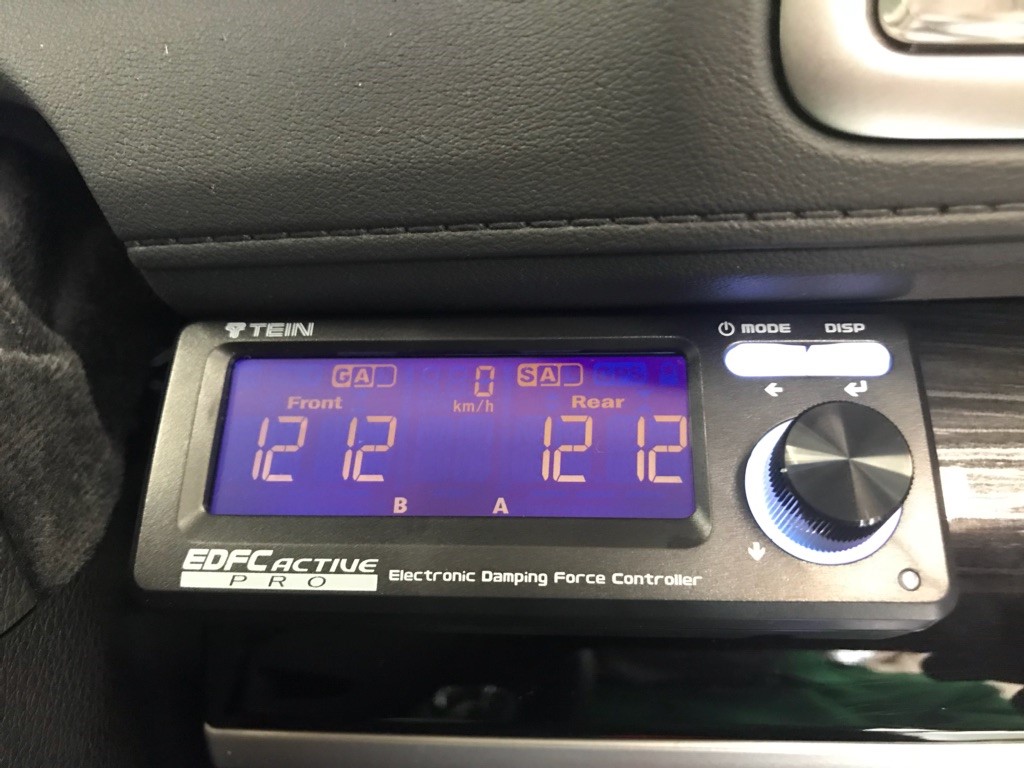 TEIN
MODE DISP
GA 0 SA
km/h
Front Rear
12 12 12 12
B A
EDFC ACTIVE
PRO
Electronic Damping Force Controller